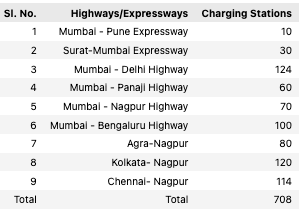 Sl. No. Highways/Expressways Charging Stations
1 Mumbai - Pune Expressway 10
2 Surat-Mumbai Expressway 30
3 Mumbai - Delhi Highway 124
4 Mumbai - Panaji Highway 60
5 Mumbai - Nagpur Highway 70
6 Mumbai - Bengaluru Highway 100
7 Agra-Nagpur 80
8 Kolkata- Nagpur 120
9 Chennai- Nagpur 114
Total Total 708